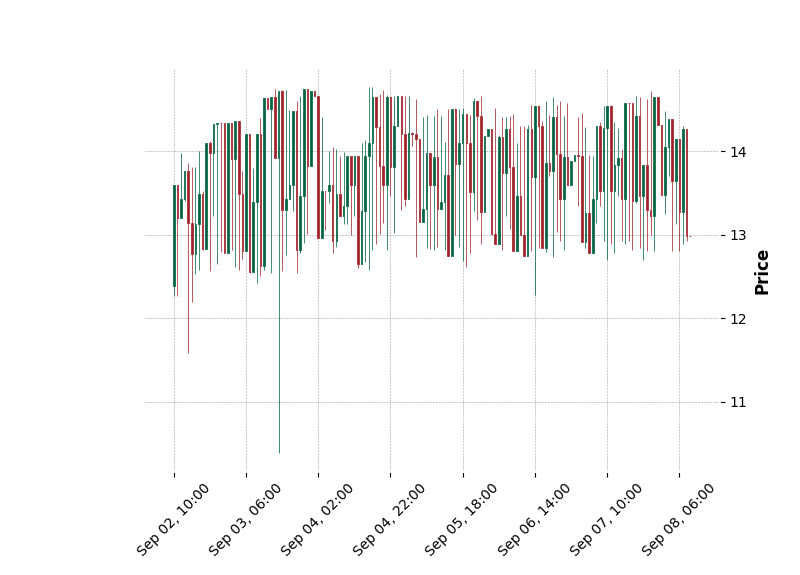 14
13
12
11
Price
Sep 02, 10:00
Sep 03, 06:00
Sep 04, 02:00
Sep 04, 22:00
Sep 05, 18:00
Sep 06, 14:00
Sep 07, 10:00
Sep 08, 06:00